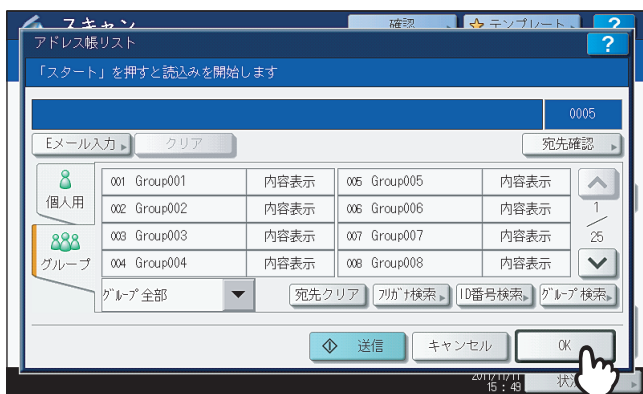 スキャン 確認 テンプレート ?
アドレス帳リスト ?
「スタート」を押すと読込みを開始します
0005
Eメール入力 クリア 宛先確認
個人用
グループ
001 Group001 内容表示 005 Group005 内容表示
002 Group002 内容表示 006 Group006 内容表示
003 Group003 内容表示 007 Group007 内容表示
004 Group004 内容表示 008 Group008 内容表示
1/25
グループ全部 宛先クリア フリガナ検索 ID番号検索 グループ検索
送信 キャンセル OK
2011/11/11
15:49